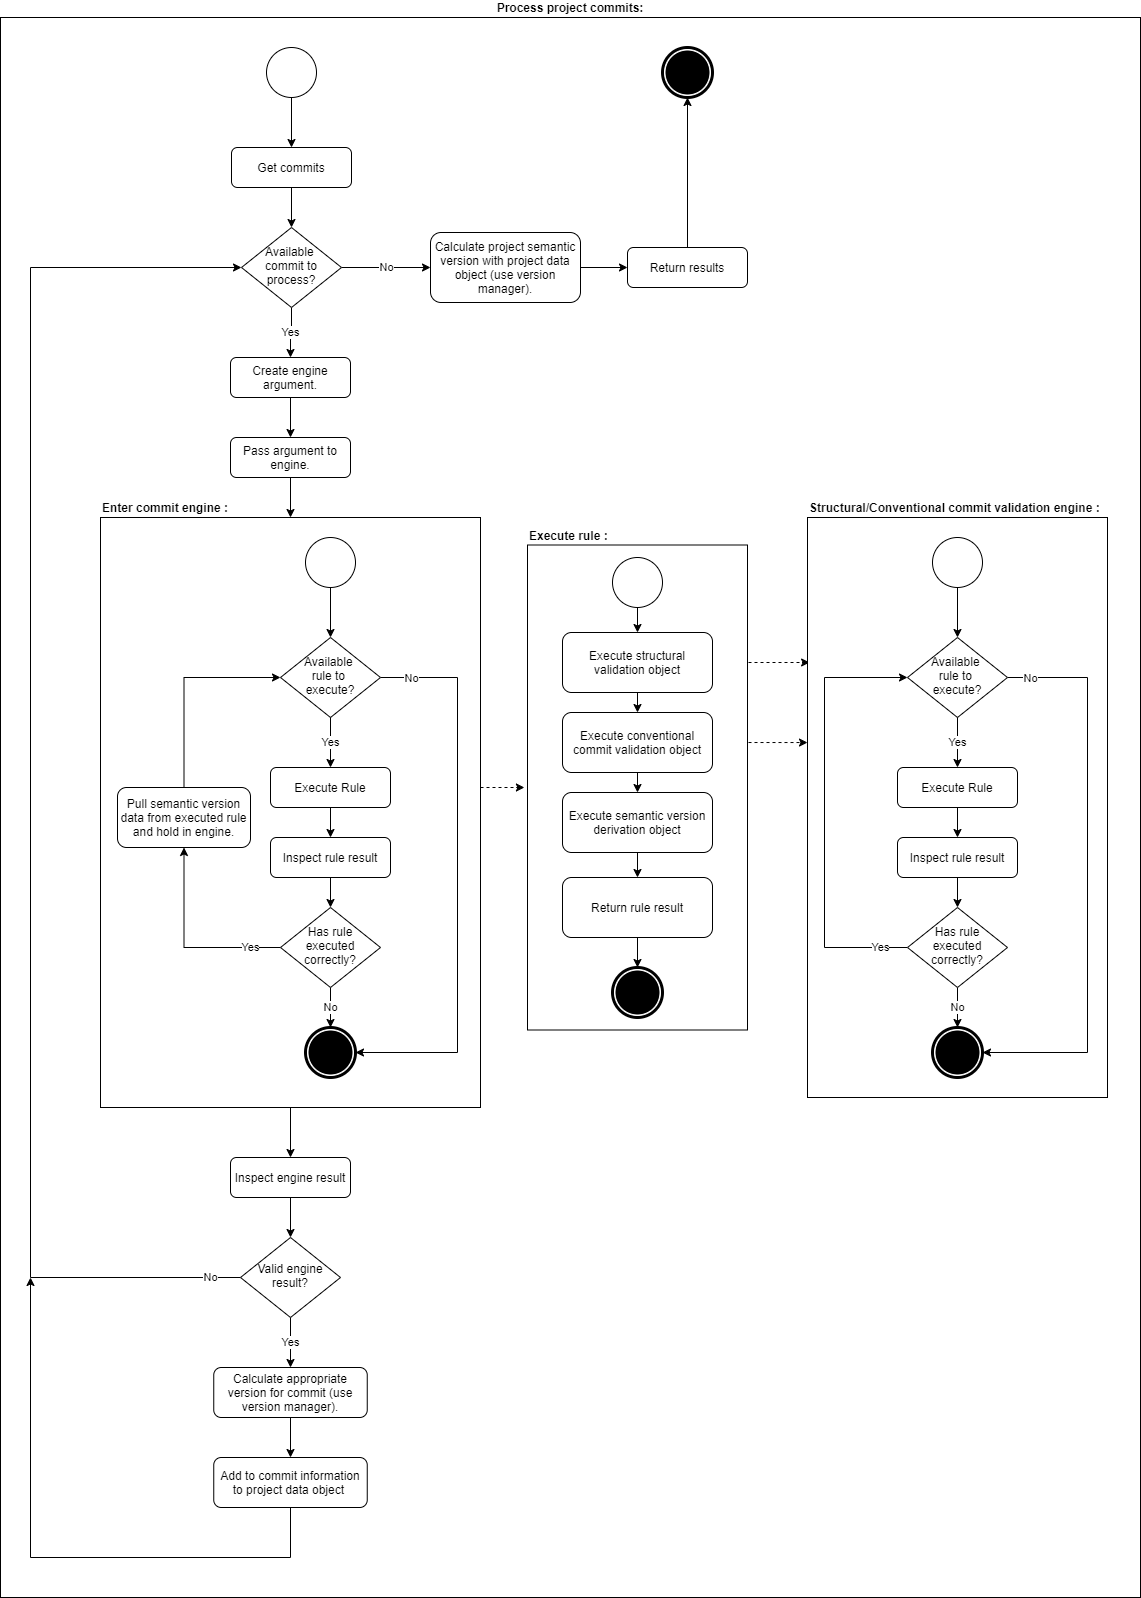 Process project commits:
Get commits
Available
commit to
process?
No
Calculate project semantic
version with project data
object (use version
manager).
Return results
Yes
Create engine
argument.
Pass argument to
engine.
Enter commit engine :
Available
rule to
execute?
No
Yes
Execute Rule
Pull semantic version
data from executed rule
and hold in engine.
Inspect rule result
Has rule
executed
correctly?
Yes
No
Execute rule :
Execute structural
validation object
Execute conventional
commit validation object
Execute semantic version
derivation object
Return rule result
Structural/Conventional commit validation engine :
Available
rule to
execute?
No
Yes
Execute Rule
Inspect rule result
Has rule
executed
correctly?
Yes
No
Inspect engine result
Valid engine
result?
No
Yes
Calculate appropriate
version for commit (use
version manager).
Add to commit information
to project data object